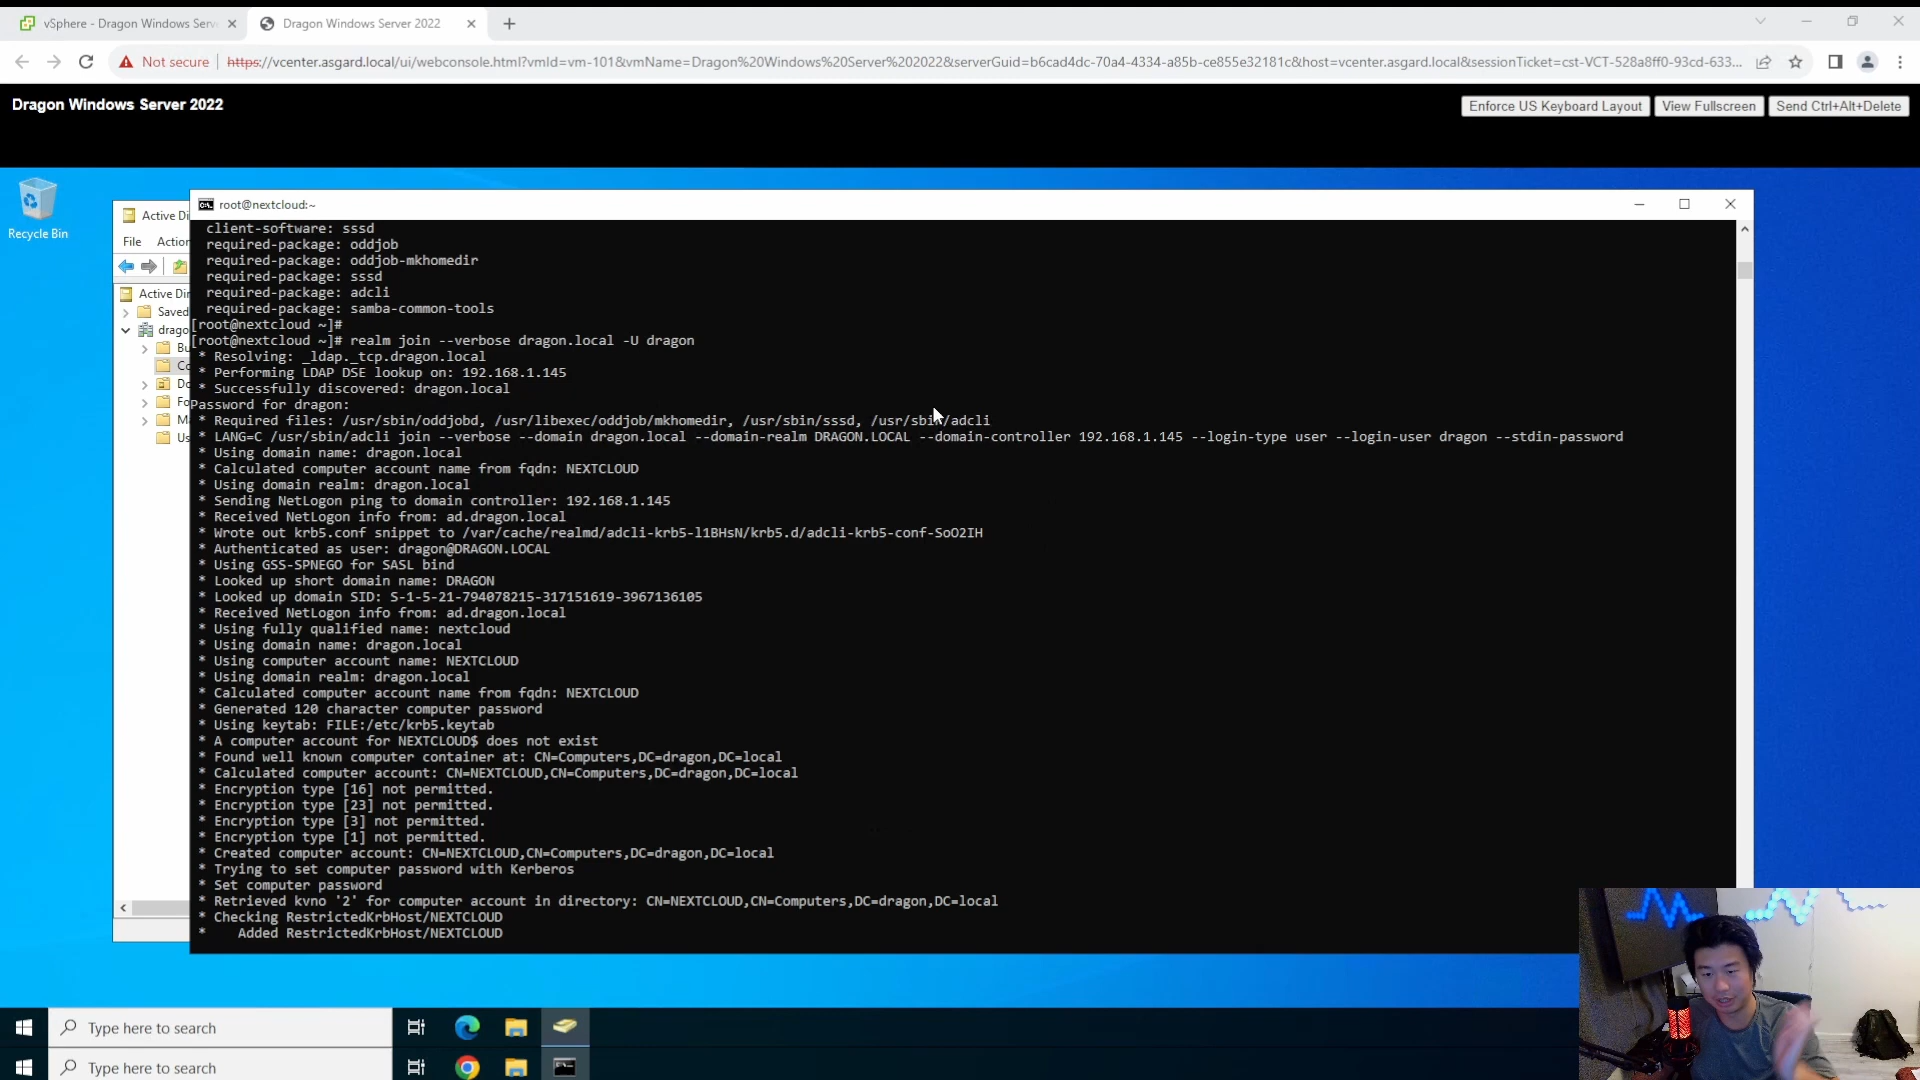 vSphere - Dragon Windows Serv
Dragon Windows Server 2022
Not secure
https://vcenter.asgard.local/ui/webconsole.html?vmId=vm-101&vmName=Dragon%20Windows%20Server%202022&serverGuid=b6cad4dc-70a4-4334-a85b-ce855e32181c&host=vcenter.asgard.local&sessionTicket=cst-VCT-528a8ff0-93cd-633...
Dragon Windows Server 2022
Enforce US Keyboard Layout
View Fullscreen
Send Ctrl+Alt+Delete
Recycle Bin
Active Di
File Action
Active Dir
Saved
drago
Bu
Co
Do
Fo
Ma
Us
root@nextcloud:~
client-software: sssd
required-package: oddjob
required-package: oddjob-mkhomedir
required-package: sssd
required-package: adcli
required-package: samba-common-tools
[root@nextcloud ~]#
[root@nextcloud ~]# realm join --verbose dragon.local -U dragon
* Resolving: _ldap._tcp.dragon.local
* Performing LDAP DSE lookup on: 192.168.1.145
* Successfully discovered: dragon.local
Password for dragon:
* Required files: /usr/sbin/oddjobd, /usr/libexec/oddjob/mkhomedir, /usr/sbin/sssd, /usr/sbin/adcli
* LANG=C /usr/sbin/adcli join --verbose --domain dragon.local --domain-realm DRAGON.LOCAL --domain-controller 192.168.1.145 --login-type user --login-user dragon --stdin-password
* Using domain name: dragon.local
* Calculated computer account name from fqdn: NEXTCLOUD
* Using domain realm: dragon.local
* Sending NetLogon ping to domain controller: 192.168.1.145
* Received NetLogon info from: ad.dragon.local
* Wrote out krb5.conf snippet to /var/cache/realmd/adcli-krb5-l1BHsN/krb5.d/adcli-krb5-conf-SoO2IH
* Authenticated as user: dragon@DRAGON.LOCAL
* Using GSS-SPNEGO for SASL bind
* Looked up short domain name: DRAGON
* Looked up domain SID: S-1-5-21-794078215-317151619-3967136105
* Received NetLogon info from: ad.dragon.local
* Using fully qualified name: nextcloud
* Using domain name: dragon.local
* Using computer account name: NEXTCLOUD
* Using domain realm: dragon.local
* Calculated computer account name from fqdn: NEXTCLOUD
* Generated 120 character computer password
* Using keytab: FILE:/etc/krb5.keytab
* A computer account for NEXTCLOUD$ does not exist
* Found well known computer container at: CN=Computers,DC=dragon,DC=local
* Calculated computer account: CN=NEXTCLOUD,CN=Computers,DC=dragon,DC=local
* Encryption type [16] not permitted.
* Encryption type [23] not permitted.
* Encryption type [3] not permitted.
* Encryption type [1] not permitted.
* Created computer account: CN=NEXTCLOUD,CN=Computers,DC=dragon,DC=local
* Trying to set computer password with Kerberos
* Set computer password
* Retrieved kvno '2' for computer account in directory: CN=NEXTCLOUD,CN=Computers,DC=dragon,DC=local
* Checking RestrictedKrbHost/NEXTCLOUD
* Added RestrictedKrbHost/NEXTCLOUD
Type here to search
Type here to search